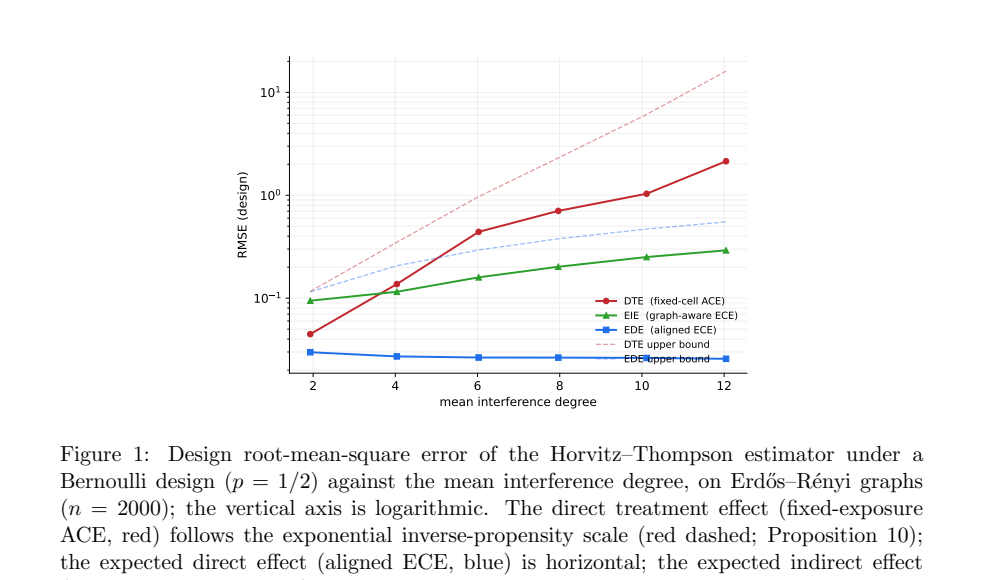 10¹
10⁰
10⁻¹
RMSE (design)
DTE (fixed-cell ACE)
EIE (graph-aware ECE)
EDE (aligned ECE)
DTE upper bound
EDE upper bound
2 4 6 8 10 12
mean interference degree
Figure 1: Design root-mean-square error of the Horvitz–Thompson estimator under a
Bernoulli design (p = 1/2) against the mean interference degree, on Erdős–Rényi graphs
(n = 2000); the vertical axis is logarithmic. The direct treatment effect (fixed-exposure
ACE, red) follows the exponential inverse-propensity scale (red dashed; Proposition 10);
the expected direct effect (aligned ECE, blue) is horizontal; the expected indirect effect